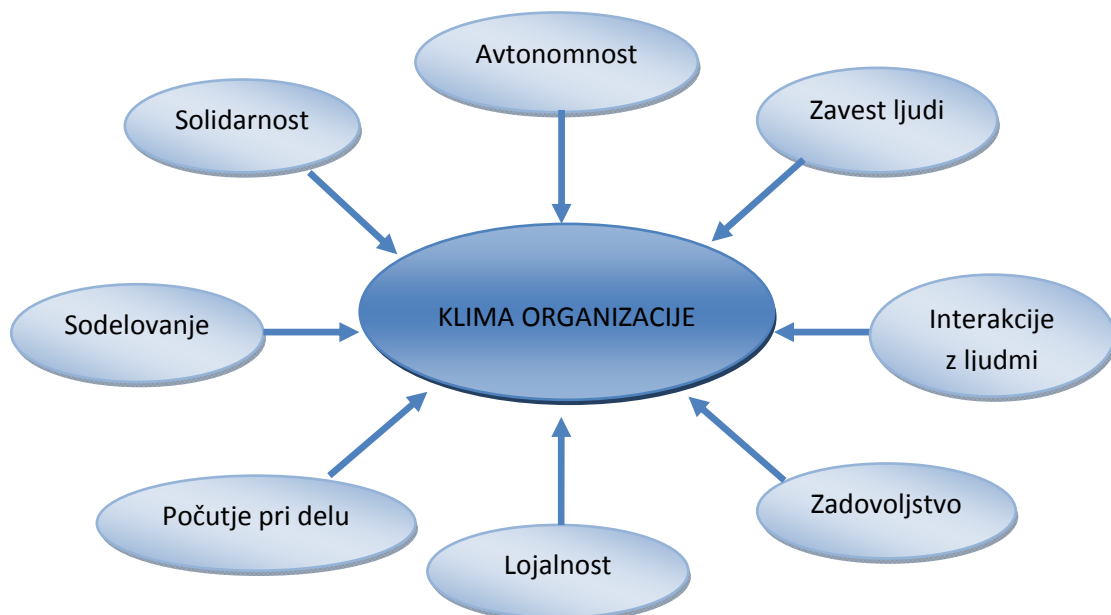 Avtonomnost
Solidarnost
Zavest ljudi
KLIMA ORGANIZACIJE
Sodelovanje
Interakcije
z ljudmi
Počutje pri delu
Zadovoljstvo
Lojalnost